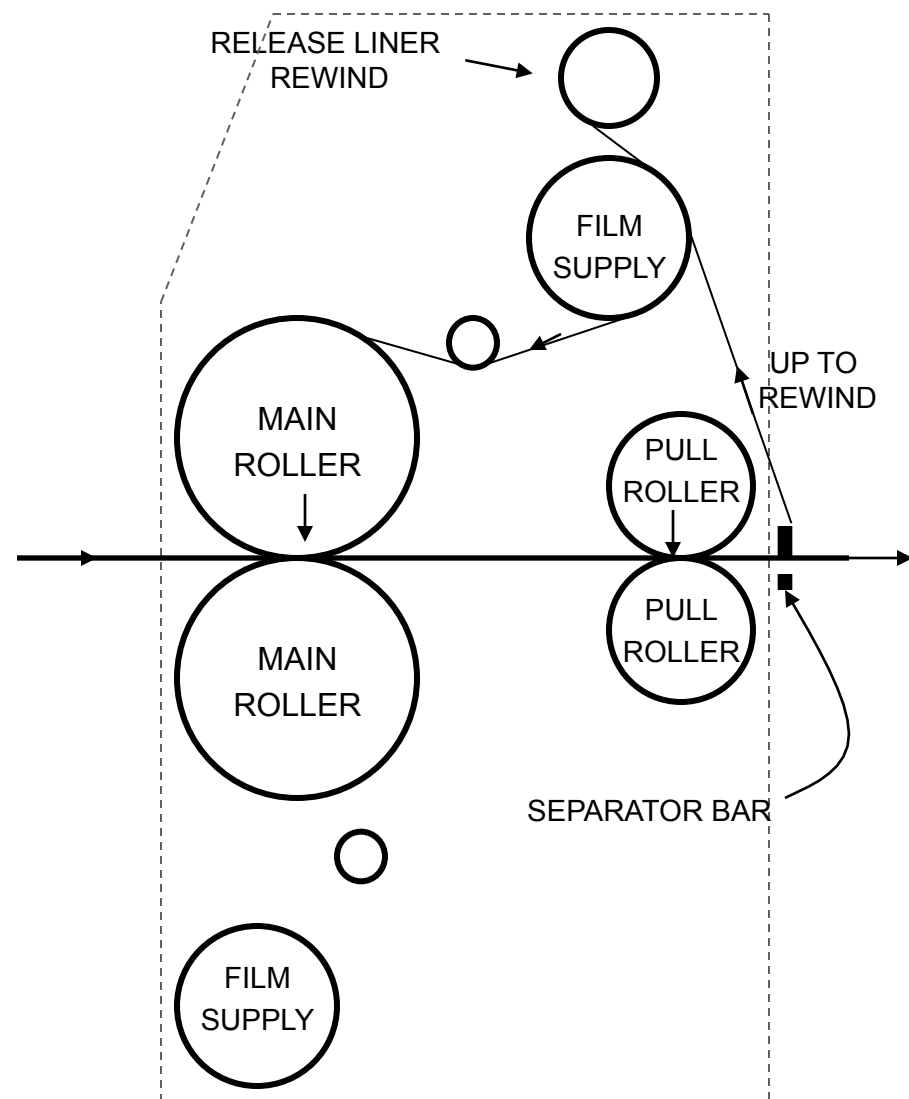 RELEASE LINER
REWIND
FILM
SUPPLY
UP TO
REWIND
MAIN
ROLLER
PULL
ROLLER
MAIN
ROLLER
PULL
ROLLER
SEPARATOR BAR
FILM
SUPPLY